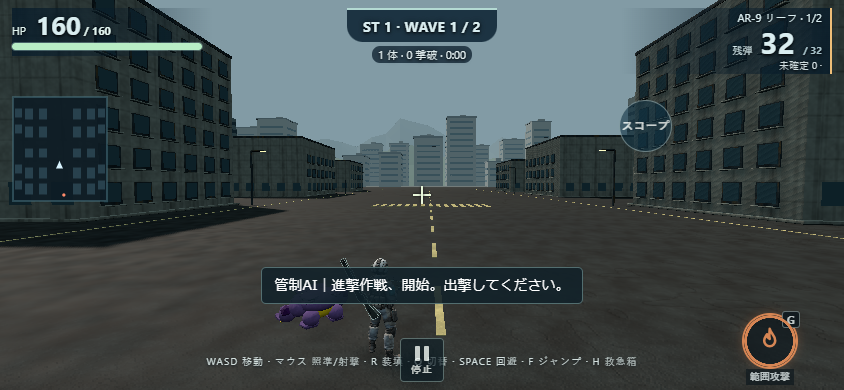 HP 160 / 160
ST 1 · WAVE 1 / 2
1 体 · 0 撃破 · 0:00
AR-9 リーフ · 1/2
残弾 32 / 32
未確定 0 ·
スコープ
管制AI｜進撃作戦、開始。出撃してください。
WASD 移動 · マウス 照準/射撃 · R 装填 · SPACE 回避 · F ジャンプ · H 救急箱
停止
G
範囲攻撃